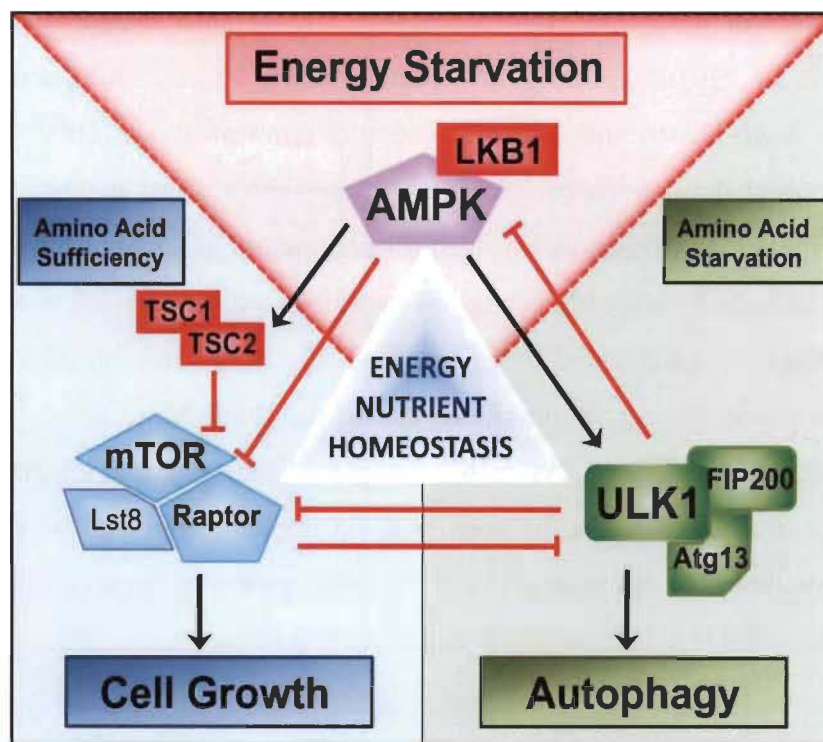 Energy Starvation
LKB1
AMPK
Amino Acid
Sufficiency
Amino Acid
Starvation
TSC1
TSC2
ENERGY
NUTRIENT
HOMEOSTASIS
mTOR
Lst8
Raptor
ULK1
FIP200
Atg13
Cell Growth
Autophagy